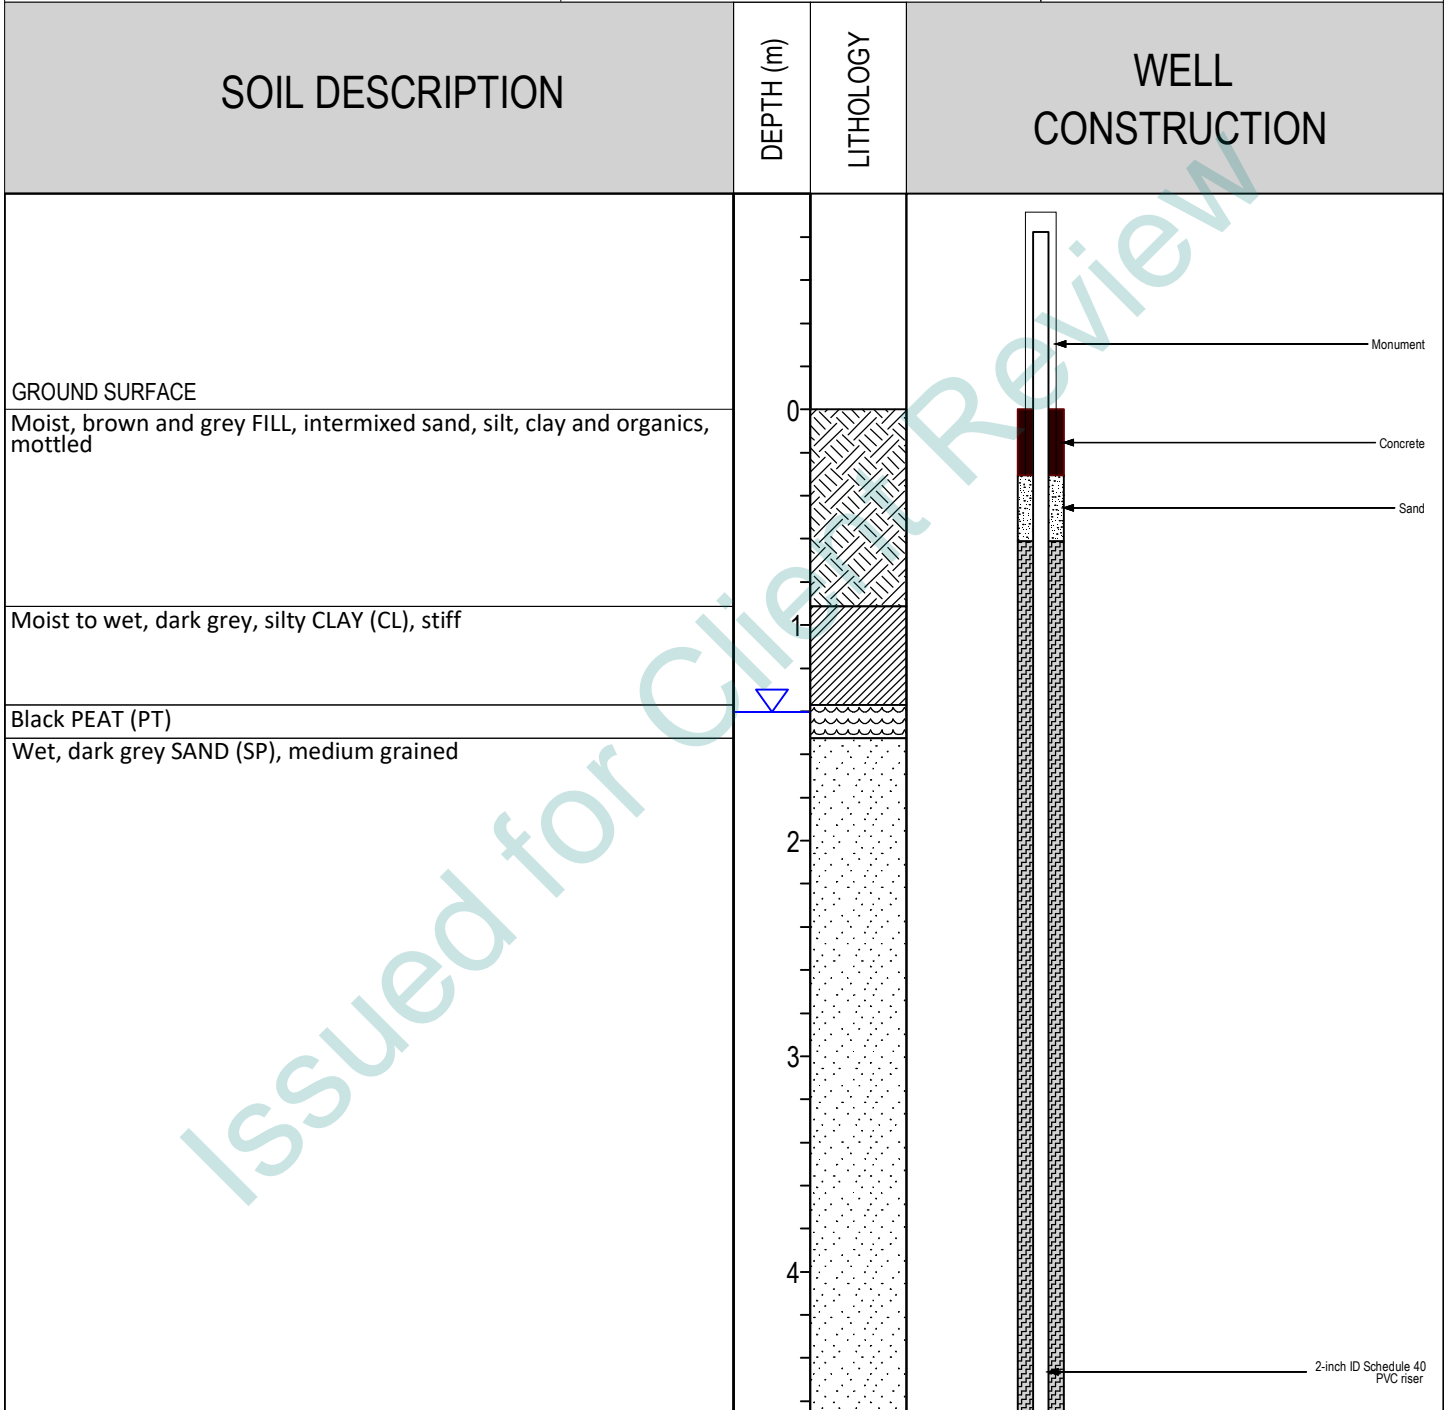 SOIL DESCRIPTION
DEPTH (m)
LITHOLOGY
WELL
CONSTRUCTION
Monument
GROUND SURFACE
0
Moist, brown and grey FILL, intermixed sand, silt, clay and organics,
mottled
Concrete
Sand
Moist to wet, dark grey, silty CLAY (CL), stiff
1
Black PEAT (PT)
Wet, dark grey SAND (SP), medium grained
2
3
4
2-inch ID Schedule 40
PVC riser
Issued for Client Review